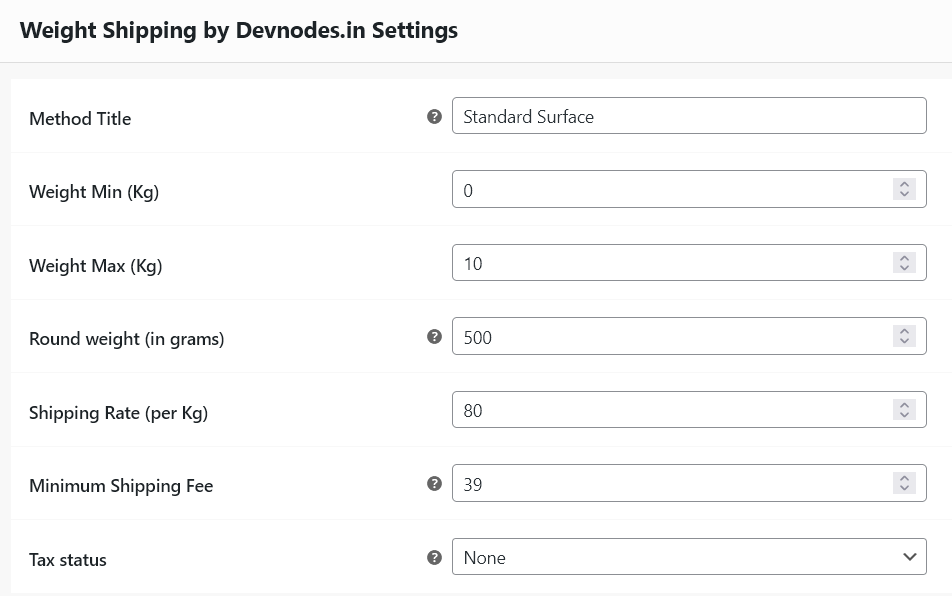 Weight Shipping by Devnodes.in Settings
Method Title ? Standard Surface
Weight Min (Kg) 0
Weight Max (Kg) 10
Round weight (in grams) ? 500
Shipping Rate (per Kg) 80
Minimum Shipping Fee ? 39
Tax status ? None